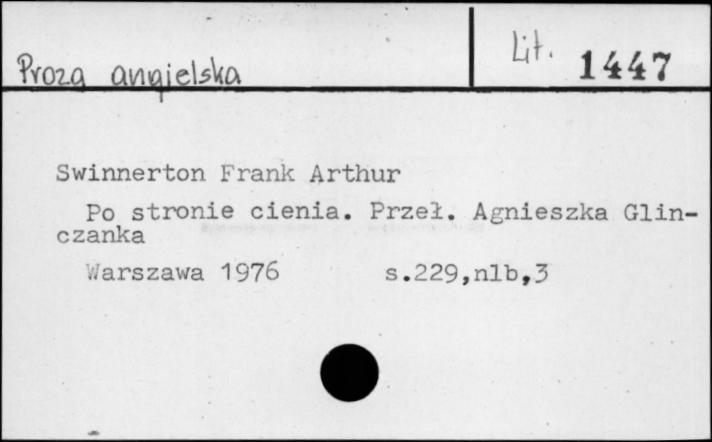 Proza angielska
Lit. 1447
Swinnerton Frank Arthur
Po stronie cienia. Przeł. Agnieszka Glin-
czanka
Warszawa 1976 s.229,nlb,3